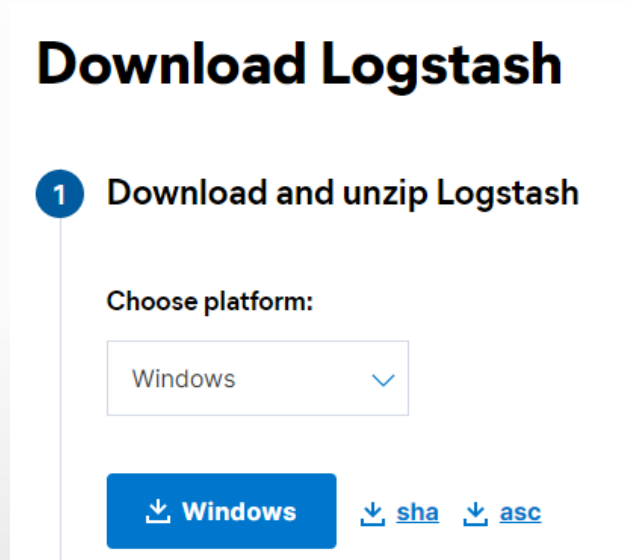 Download Logstash
1 Download and unzip Logstash
Choose platform:
Windows
Windows sha asc